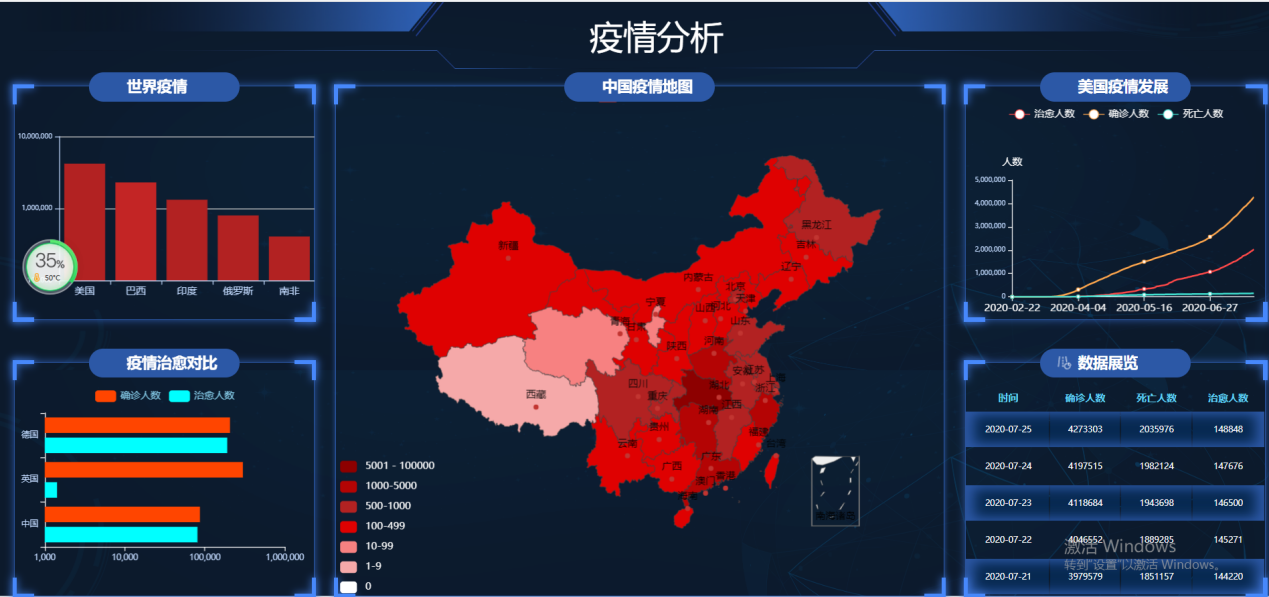 疫情分析
世界疫情
10,000,000
1,000,000
35%
50°C
美国 巴西 印度 俄罗斯 南非
疫情治愈对比
确诊人数 治愈人数
德国
英国
中国
1,000 10,000 100,000 1,000,000
中国疫情地图
黑龙江
吉林
辽宁
新疆
内蒙古
北京
天津
宁夏
山西
河北
山东
青海
甘肃
陕西
河南
四川
重庆
西藏
湖北
安徽
江苏
上海
浙江
湖南
江西
贵州
云南
福建
台湾
广西
广东
澳门
香港
海南
5001 - 100000
1000-5000
500-1000
100-499
10-99
1-9
0
美国疫情发展
治愈人数 确诊人数 死亡人数
人数
5,000,000
4,000,000
3,000,000
2,000,000
1,000,000
0
2020-02-22 2020-04-04 2020-05-16 2020-06-27
数据展览
时间 确诊人数 死亡人数 治愈人数
2020-07-25 4273303 2035976 148848
2020-07-24 4197515 1982124 147676
2020-07-23 4118684 1943698 146500
2020-07-22 4046552 1889285 145271
2020-07-21 3979579 1851157 144220
激活 Windows
转到"设置"以激活 Windows。